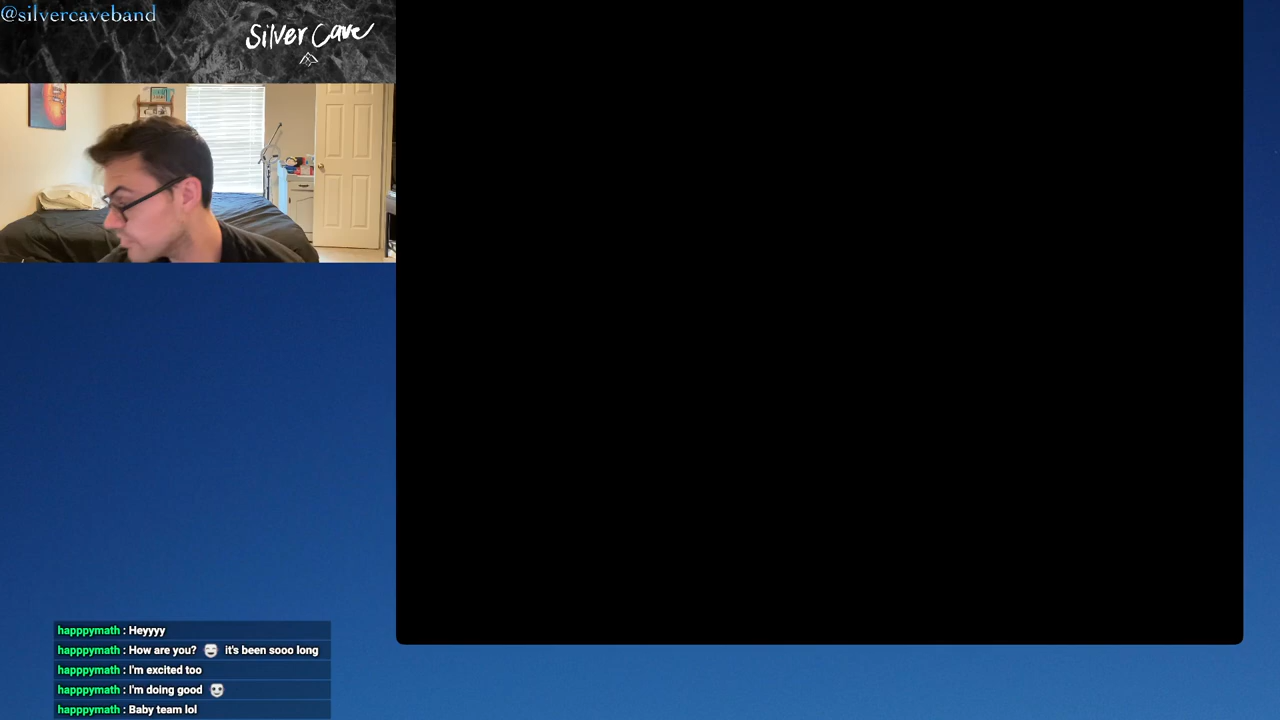 @silvercaveband
Silver Cave
happpymath : Heyyyy
happpymath : How are you? it's been sooo long
happpymath : I'm excited too
happpymath : I'm doing good
happpymath : Baby team lol